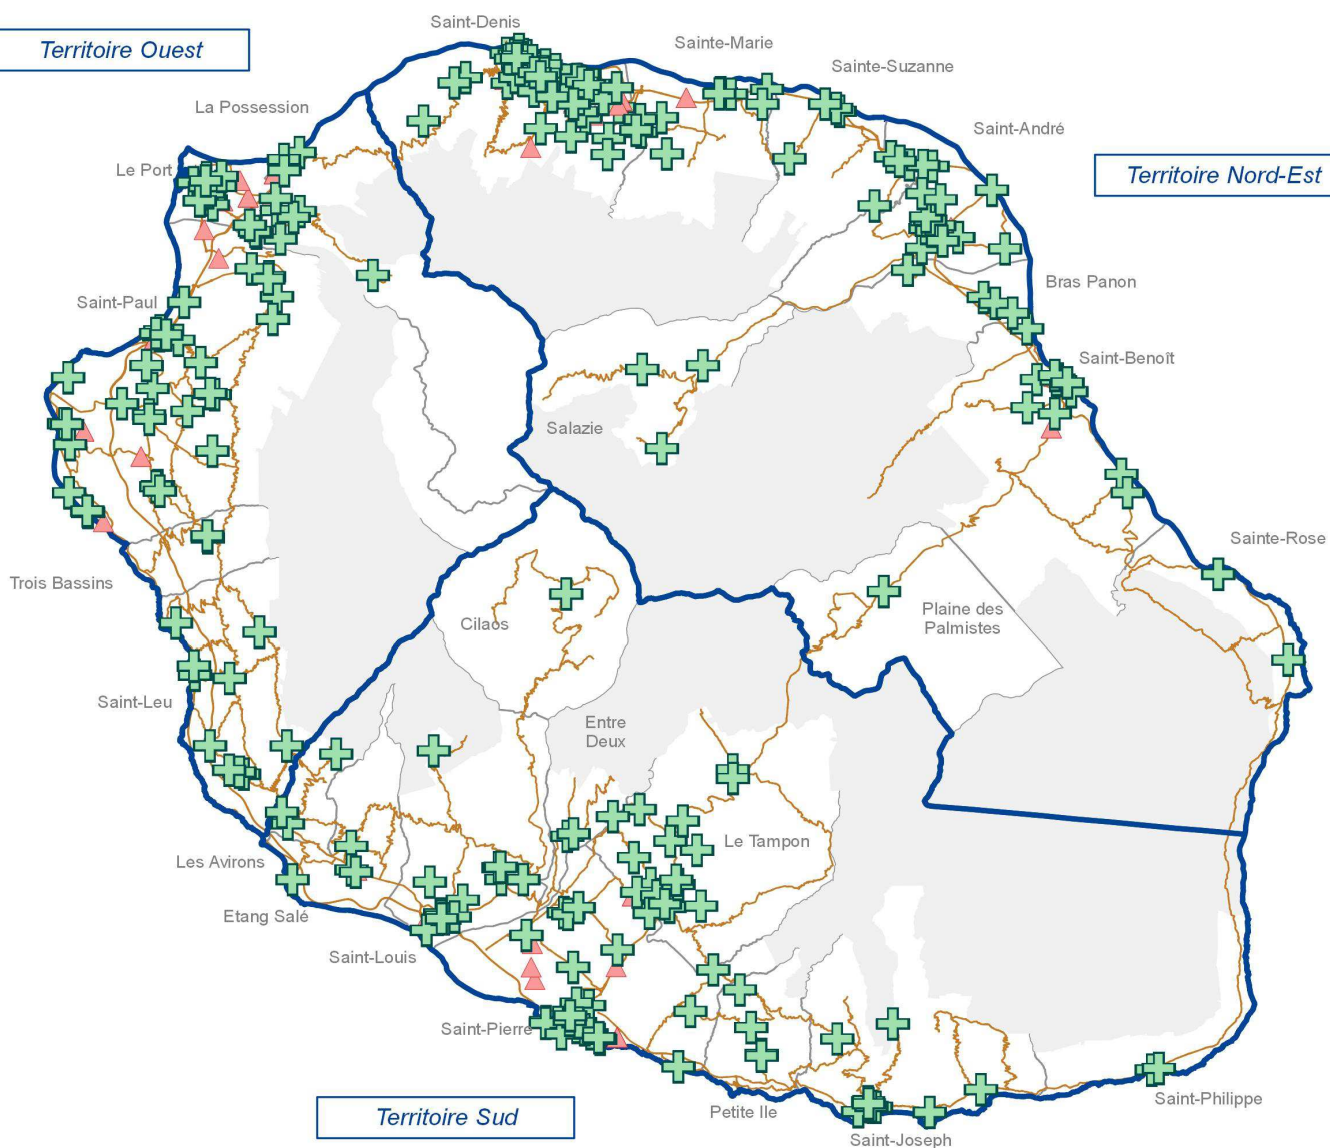 Saint-Denis
Territoire Ouest
Sainte-Marie
Sainte-Suzanne
La Possession
Saint-André
Le Port
Territoire Nord-Est
Bras Panon
Saint-Paul
Saint-Benoît
Salazie
Sainte-Rose
Trois Bassins
Plaine des
Palmistes
Cilaos
Saint-Leu
Entre
Deux
Le Tampon
Les Avirons
Etang Salé
Saint-Louis
Saint-Pierre
Saint-Philippe
Petite Ile
Territoire Sud
Saint-Joseph